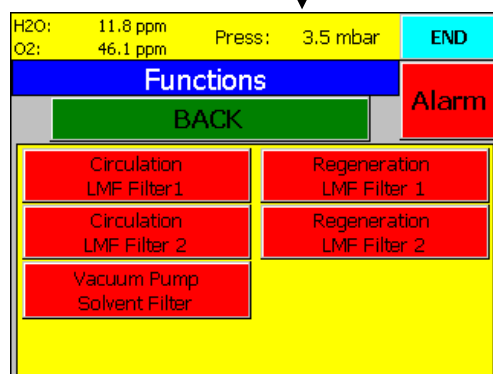 H2O: 11.8 ppm
O2: 46.1 ppm
Press: 3.5 mbar
END
Functions
Alarm
BACK
Circulation
LMF Filter1
Regeneration
LMF Filter 1
Circulation
LMF Filter 2
Regeneration
LMF Filter 2
Vacuum Pump
Solvent Filter